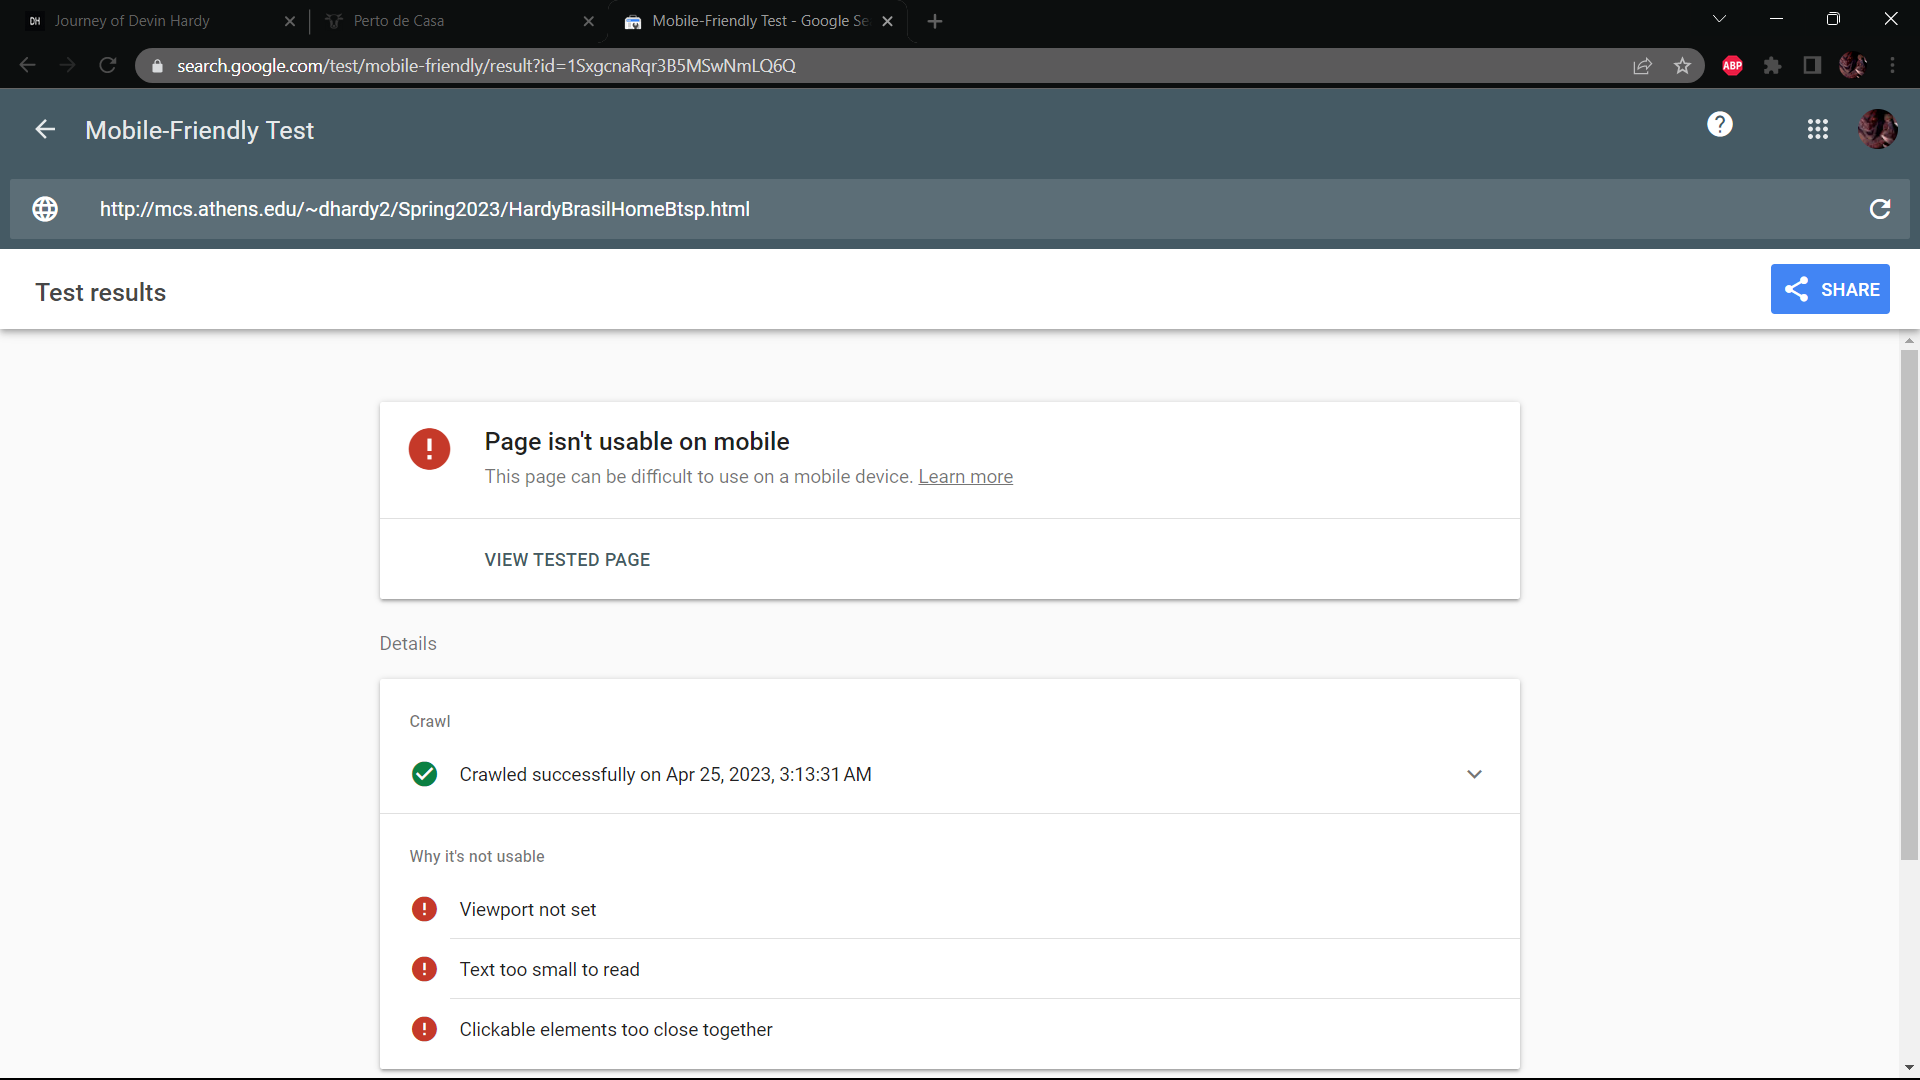 DH Journey of Devin Hardy
Perto de Casa
Mobile-Friendly Test - Google Se
search.google.com/test/mobile-friendly/result?id=1SxgcnaRqr3B5MSwNmLQ6Q
ABP
Mobile-Friendly Test
?
http://mcs.athens.edu/~dhardy2/Spring2023/HardyBrasilHomeBtsp.html
Test results
SHARE
Page isn't usable on mobile
This page can be difficult to use on a mobile device. Learn more
VIEW TESTED PAGE
Details
Crawl
Crawled successfully on Apr 25, 2023, 3:13:31 AM
Why it's not usable
Viewport not set
Text too small to read
Clickable elements too close together